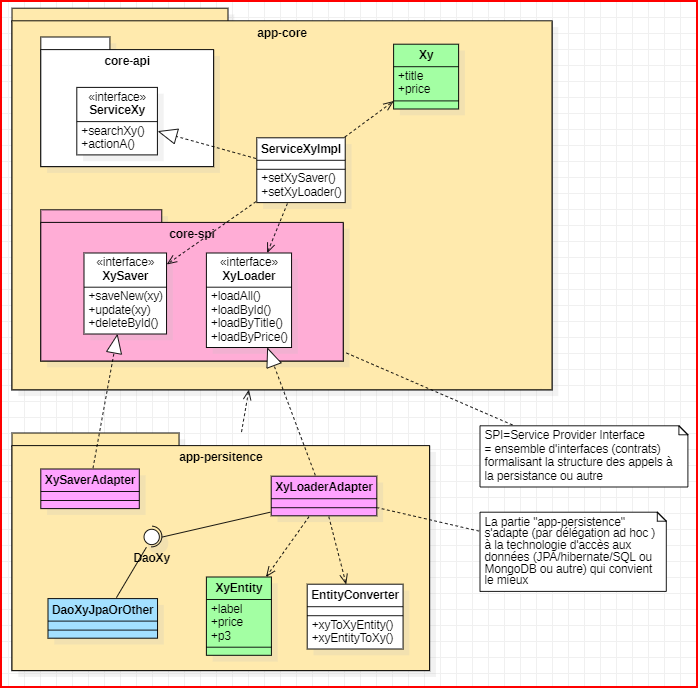 app-core
core-api
«interface»
ServiceXy
+searchXy()
+actionA()
Xy
+title
+price
ServiceXyImpl
+setXySaver()
+setXyLoader()
core-spi
«interface»
XySaver
+saveNew(xy)
+update(xy)
+deleteById()
«interface»
XyLoader
+loadAll()
+loadById()
+loadByTitle()
+loadByPrice()
SPI=Service Provider Interface
= ensemble d'interfaces (contrats)
formalisant la structure des appels à
la persistance ou autre
app-persitence
XySaverAdapter
XyLoaderAdapter
DaoXy
DaoXyJpaOrOther
XyEntity
+label
+price
+p3
EntityConverter
+xyToXyEntity()
+xyEntityToXy()
La partie "app-persistence"
s'adapte (par délégation ad hoc )
à la technologie d'accès aux
données (JPA/hibernate/SQL ou
MongoDB ou autre) qui convient
le mieux